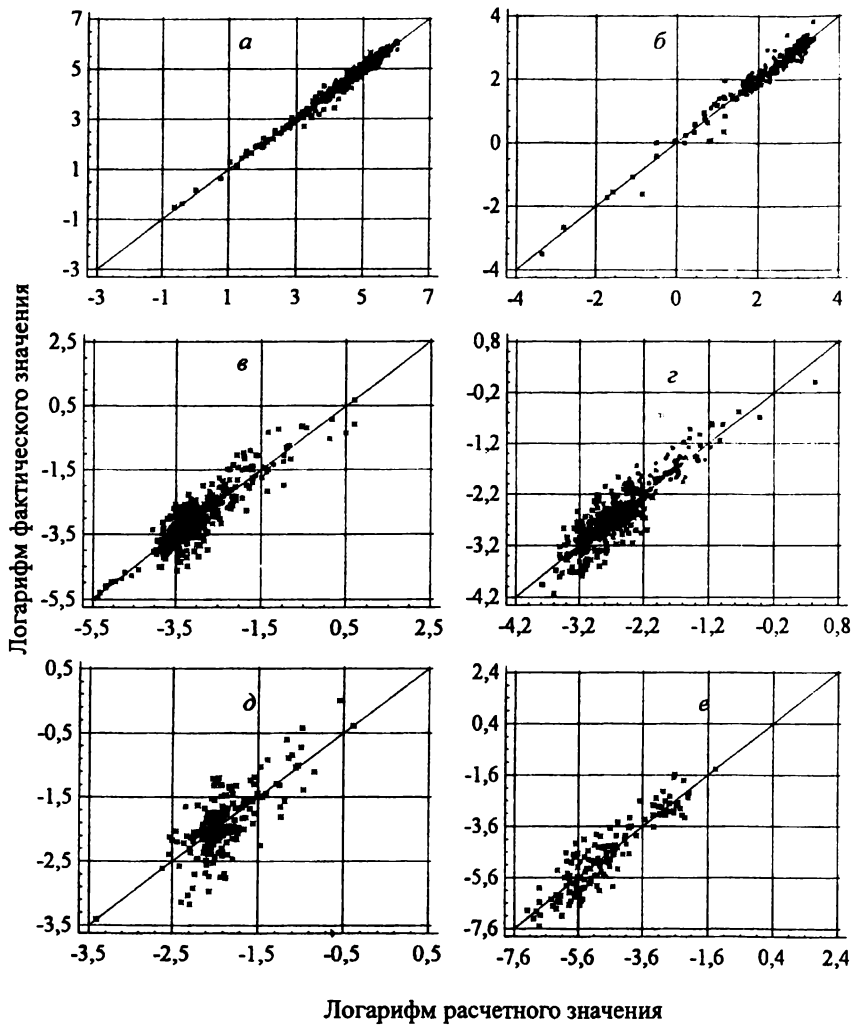 Логарифм фактического значения
7
5
3
1
-1
-3
-3 -1 1 3 5 7
а
4
2
0
-2
-4
-4 -2 0 2 4
б
2,5
0,5
-1,5
-3,5
-5,5
-5,5 -3,5 -1,5 0,5 2,5
в
0,8
-0,2
-1,2
-2,2
-3,2
-4,2
-4,2 -3,2 -2,2 -1,2 -0,2 0,8
г
0,5
-0,5
-1,5
-2,5
-3,5
-3,5 -2,5 -1,5 -0,5 0,5
д
2,4
0,4
-1,6
-3,6
-5,6
-7,6
-7,6 -5,6 -3,6 -1,6 0,4 2,4
е
Логарифм расчетного значения